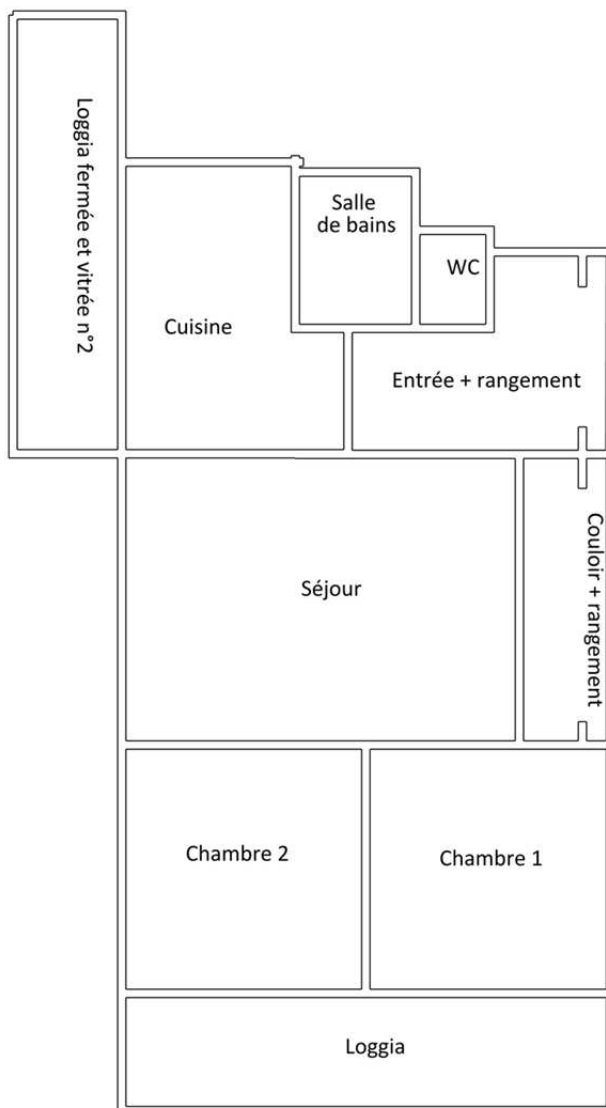 Loggia fermée et vitrée n°2
Salle
de bains
WC
Cuisine
Entrée + rangement
Séjour
Couloir + rangement
Chambre 2
Chambre 1
Loggia